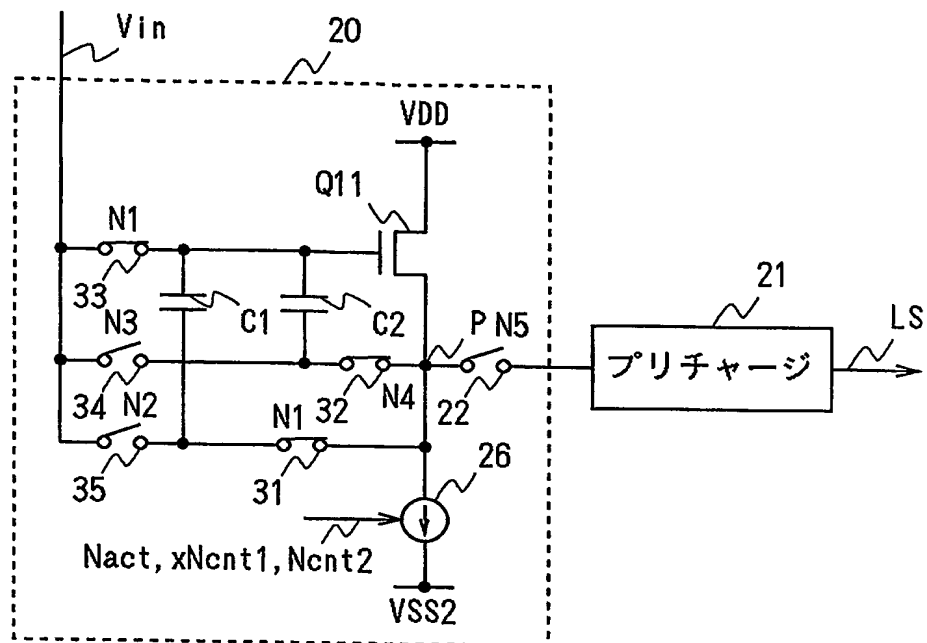 Vin
20
VDD
Q11
N1
33
C1
C2
21
LS
N3
P N5
プリチャージ
34
32
N4
22
N2
N1
35
31
26
Nact, xNcnt1, Ncnt2
VSS2